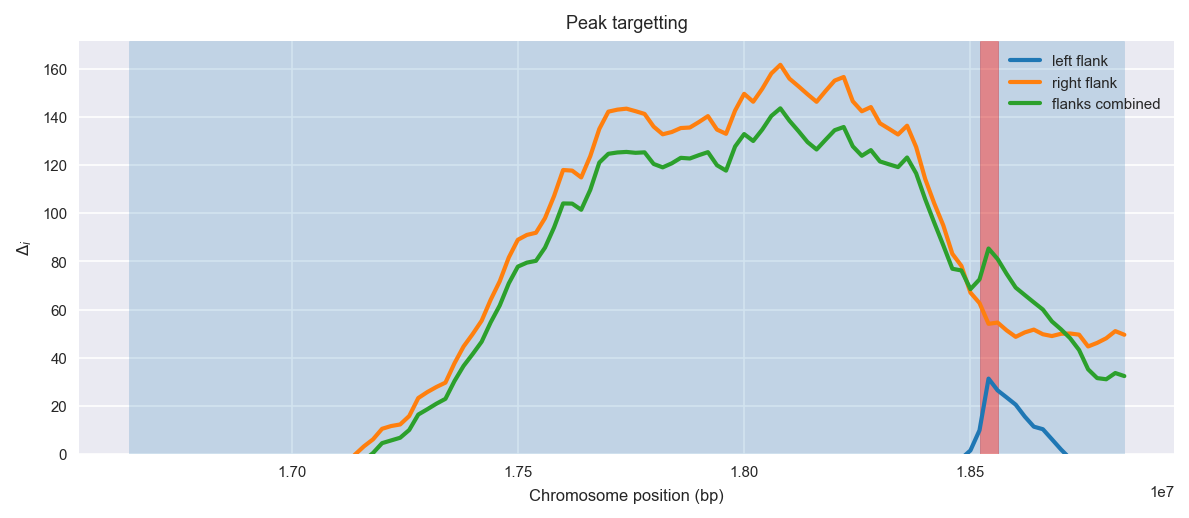 Peak targetting
left flank
right flank
flanks combined
160
140
120
100
80
60
40
20
0
Δi
1.70
1.75
1.80
1.85
1e7
Chromosome position (bp)